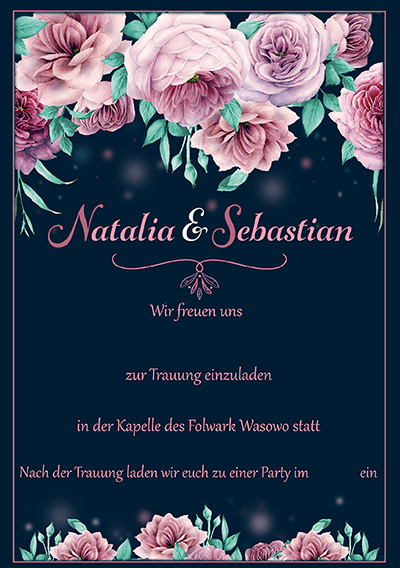 Natalia & Sebastian
Wir freuen uns
zur Trauung einzuladen
in der Kapelle des Folwark Wasowo statt
Nach der Trauung laden wir euch zu einer Party im ein